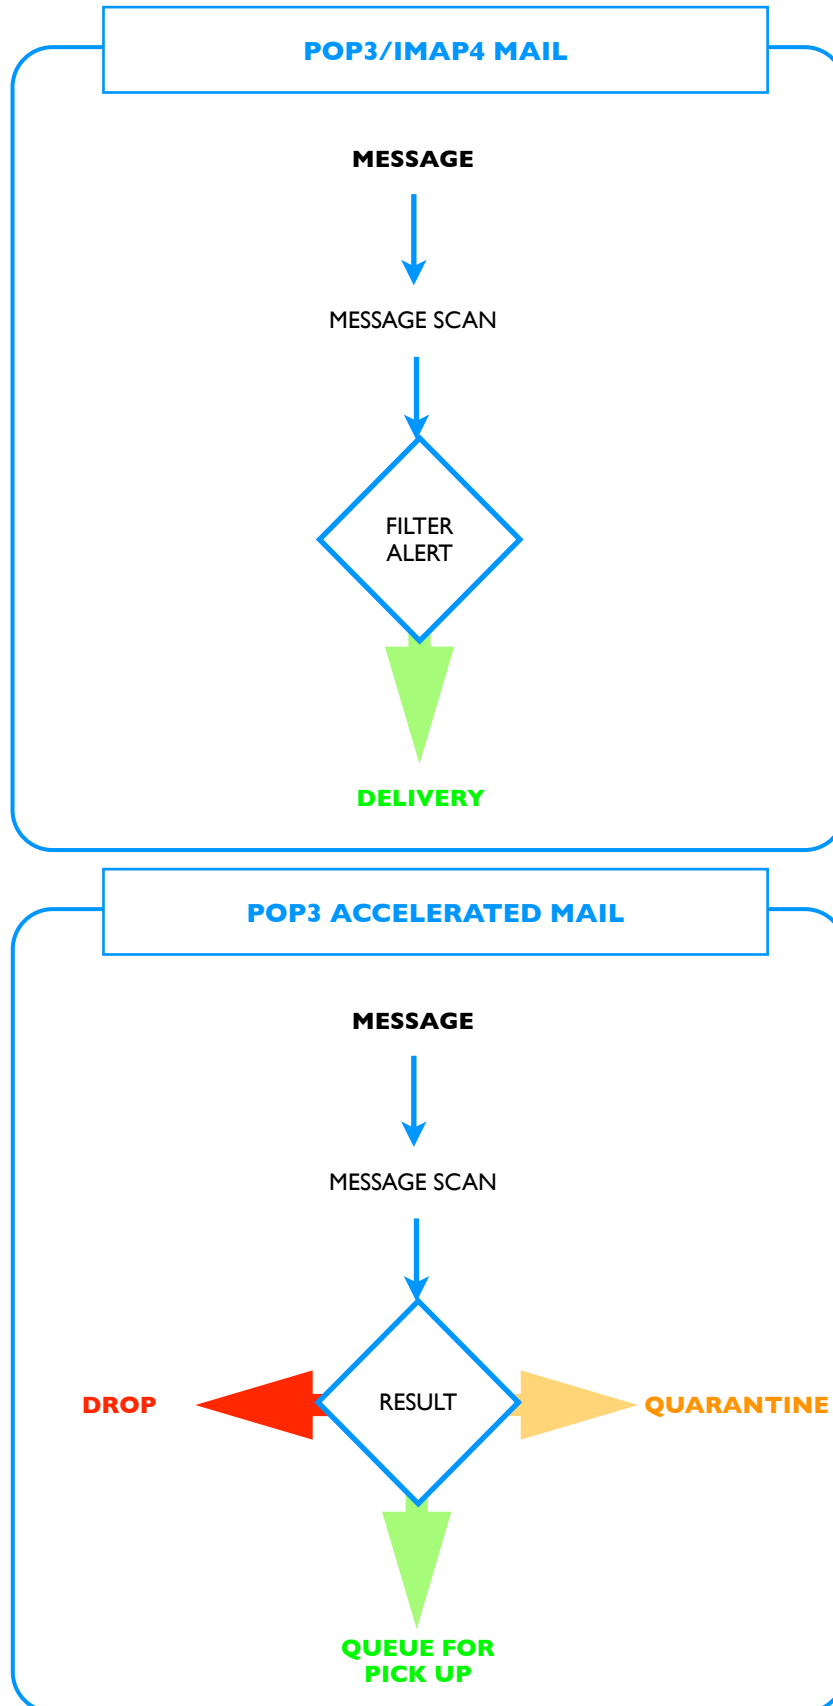 POP3/IMAP4 MAIL
MESSAGE
MESSAGE SCAN
FILTER
ALERT
DELIVERY
POP3 ACCELERATED MAIL
MESSAGE
MESSAGE SCAN
DROP
RESULT
QUARANTINE
QUEUE FOR
PICK UP